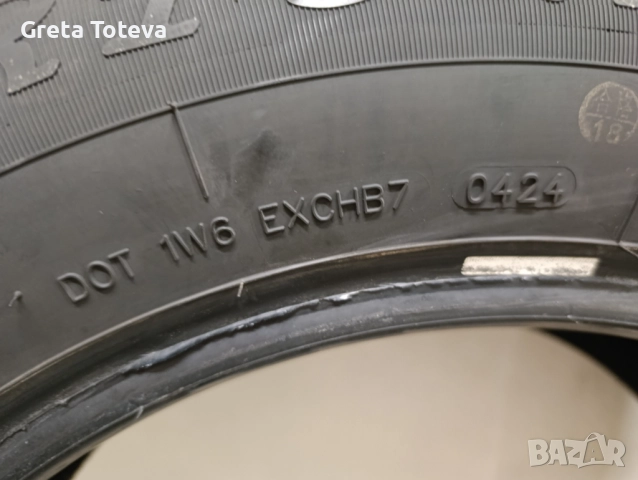 Greta Toteva
DOT 1W6 EXCHB7 0424
18
BAZAR